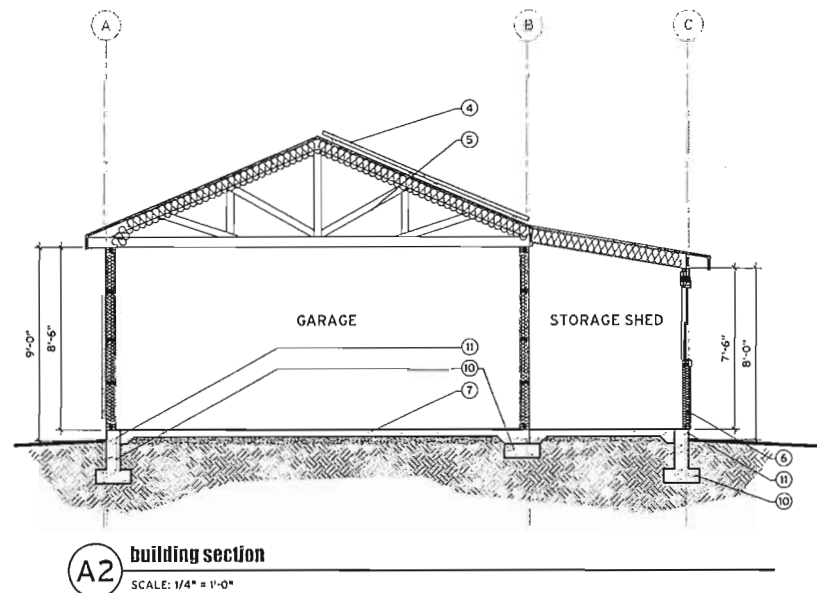 A
B
C
4
5
9'-0"
8'-6"
GARAGE
STORAGE SHED
7'-6"
8'-0"
11
10
7
6
11
10
A2
building section
SCALE: 1/4" = 1'-0"